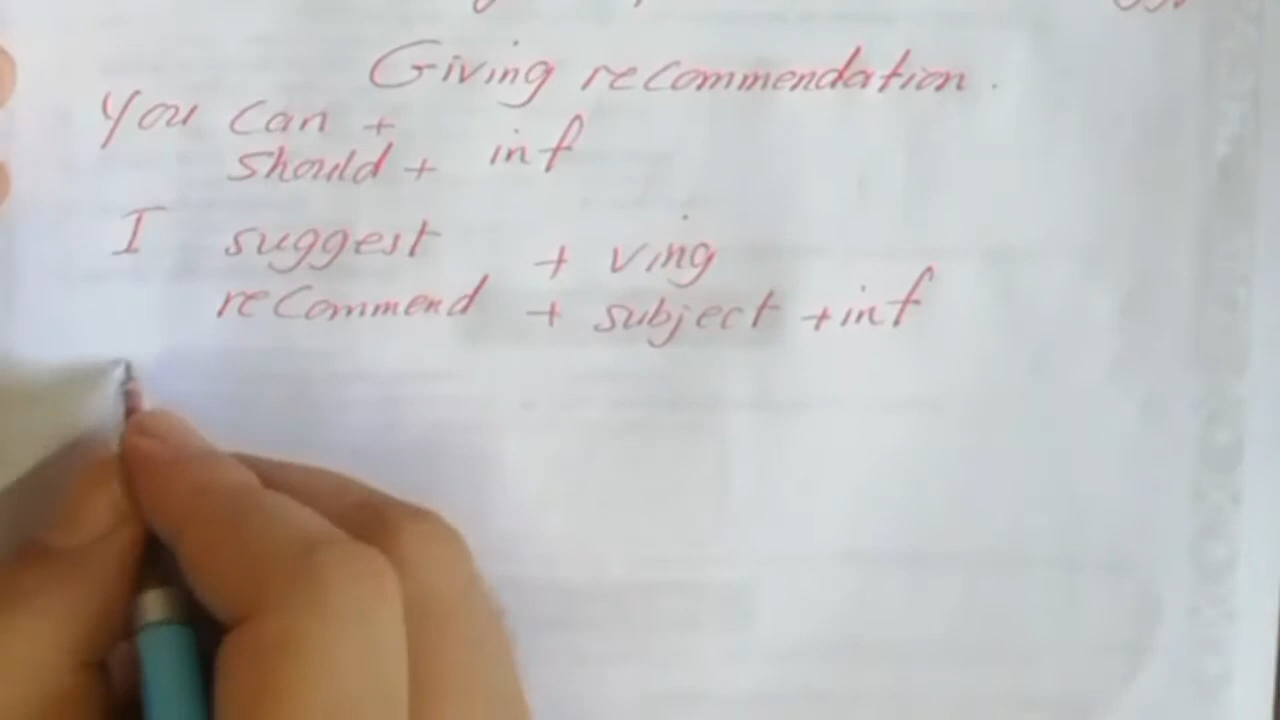 Giving recommendation.
You can +
should + inf
I suggest + ving
recommend + subject + inf